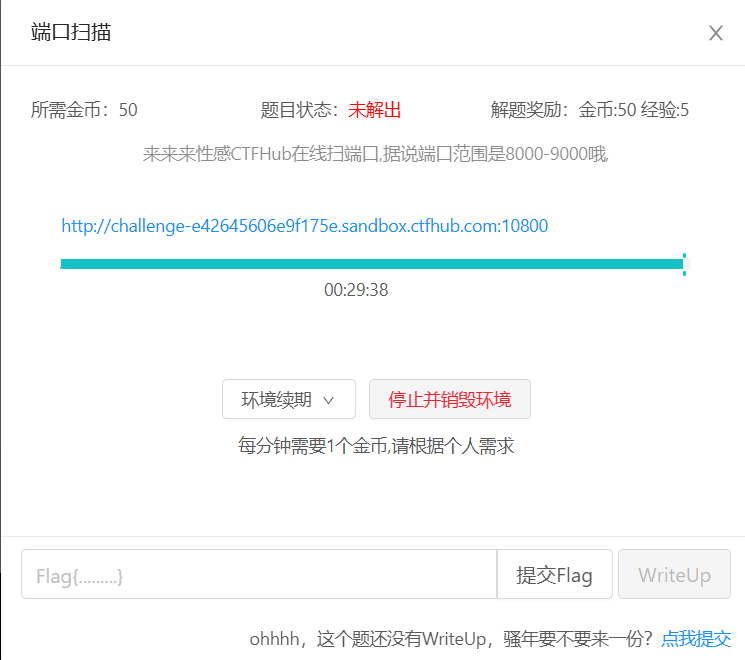 端口扫描
所需金币：50 题目状态：未解出 解题奖励：金币:50 经验:5
来来来性感CTFHub在线扫端口,据说端口范围是8000-9000哦,
http://challenge-e42645606e9f175e.sandbox.ctfhub.com:10800
00:29:38
环境续期 停止并销毁环境
每分钟需要1个金币,请根据个人需求
Flag{.........} 提交Flag WriteUp
ohhhh，这个题还没有WriteUp，骚年要不要来一份？点我提交